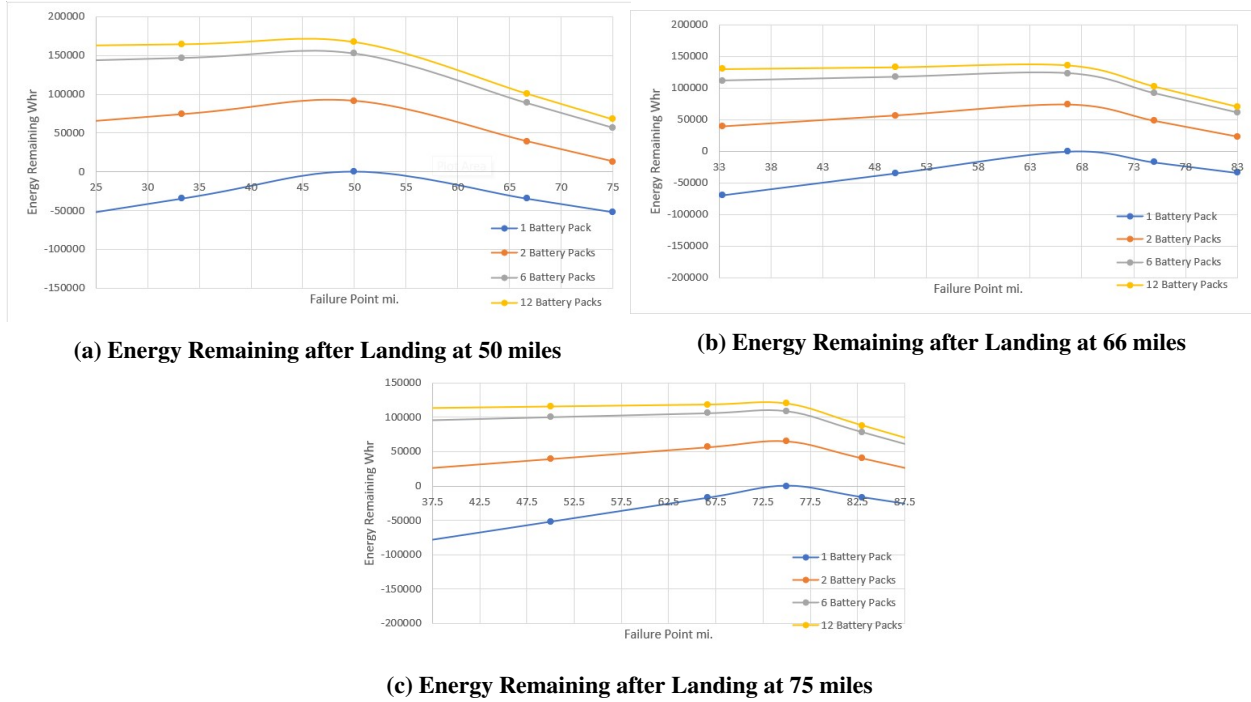 200000
150000
100000
50000
0
-50000
-100000
-150000
Energy Remaining Whr
25 30 35 40 45 50 55 60 65 70 75
Failure Point mi.
1 Battery Pack
2 Battery Packs
6 Battery Packs
12 Battery Packs
(a) Energy Remaining after Landing at 50 miles
200000
150000
100000
50000
0
-50000
-100000
-150000
-200000
Energy Remaining Whr
33 38 43 48 53 58 63 68 73 78 83
Failure Point mi.
1 Battery Pack
2 Battery Packs
6 Battery Packs
12 Battery Packs
(b) Energy Remaining after Landing at 66 miles
150000
100000
50000
0
-50000
-100000
-150000
-200000
Energy Remaining Whr
37.5 42.5 47.5 52.5 57.5 62.5 67.5 72.5 77.5 82.5 87.5
Failure Point mi.
1 Battery Pack
2 Battery Packs
6 Battery Packs
12 Battery Packs
(c) Energy Remaining after Landing at 75 miles